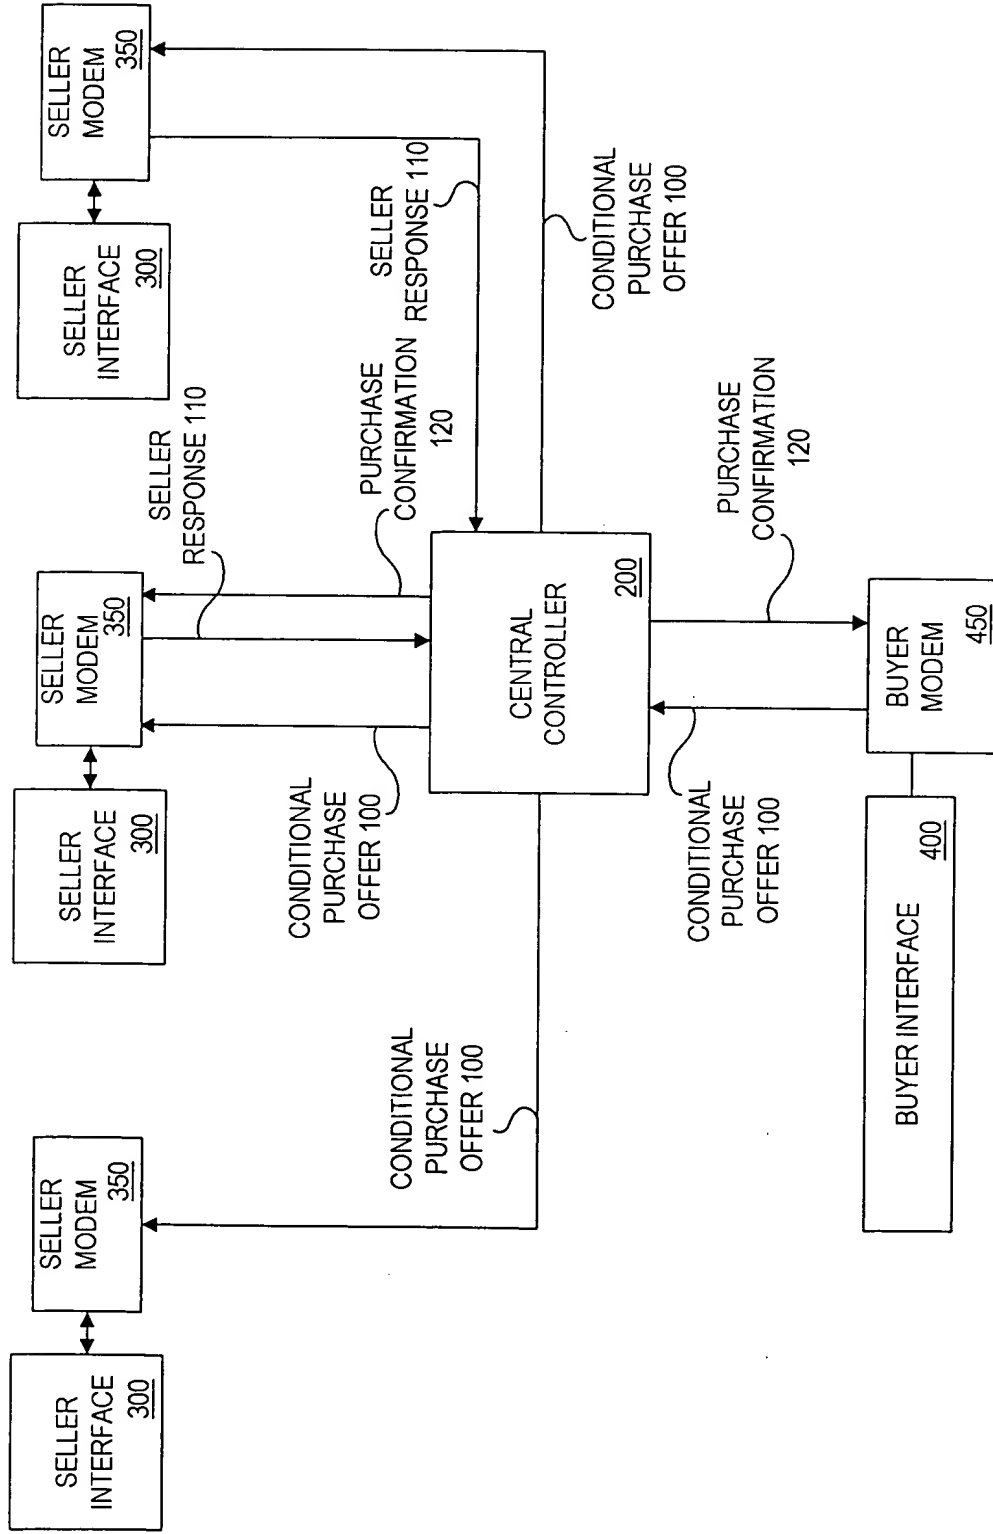 SELLER
INTERFACE
300
SELLER
MODEM
350
CONDITIONAL
PURCHASE
OFFER 100
SELLER
INTERFACE
300
SELLER
MODEM
350
CONDITIONAL
PURCHASE
OFFER 100
SELLER
RESPONSE 110
PURCHASE
CONFIRMATION
120
SELLER
INTERFACE
300
SELLER
MODEM
350
SELLER
RESPONSE 110
CONDITIONAL
PURCHASE
OFFER 100
CENTRAL
CONTROLLER
200
CONDITIONAL
PURCHASE
OFFER 100
PURCHASE
CONFIRMATION
120
BUYER INTERFACE
400
BUYER
MODEM
450